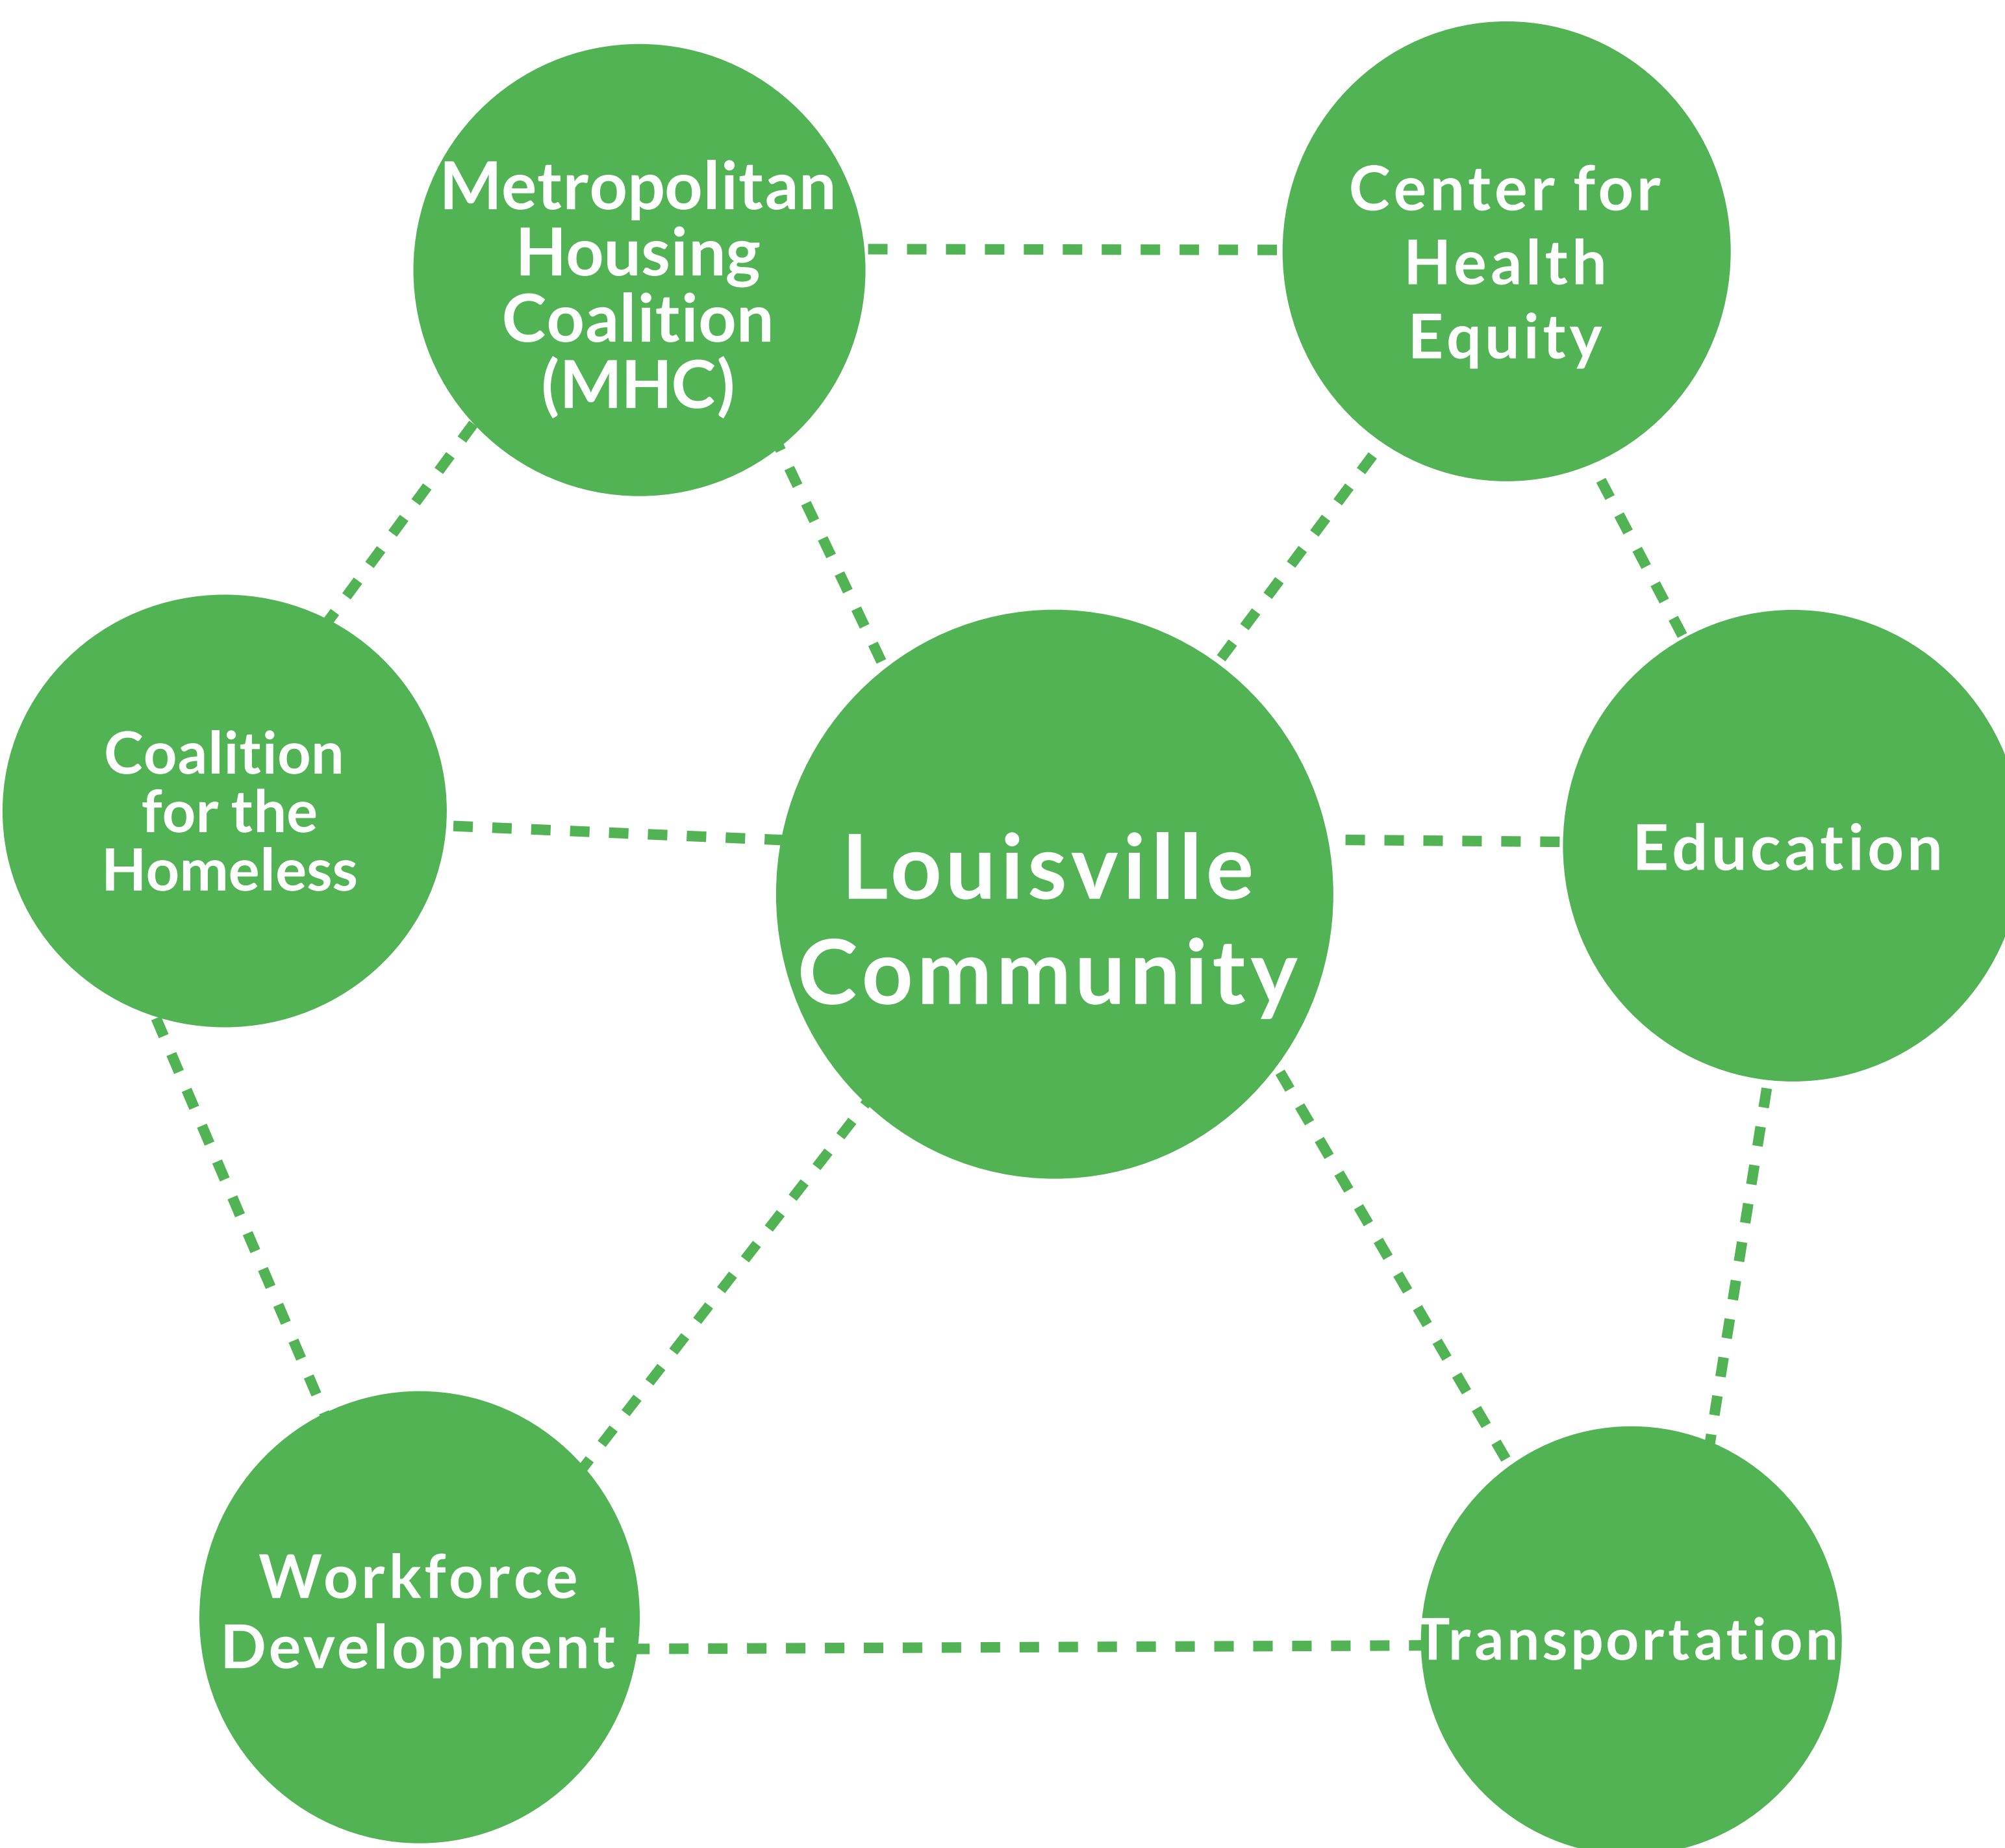 Metropolitan
Housing
Coalition
(MHC)
Center for
Health
Equity
Coalition
for the
Homeless
Louisville
Community
Education
Workforce
Development
Transportation